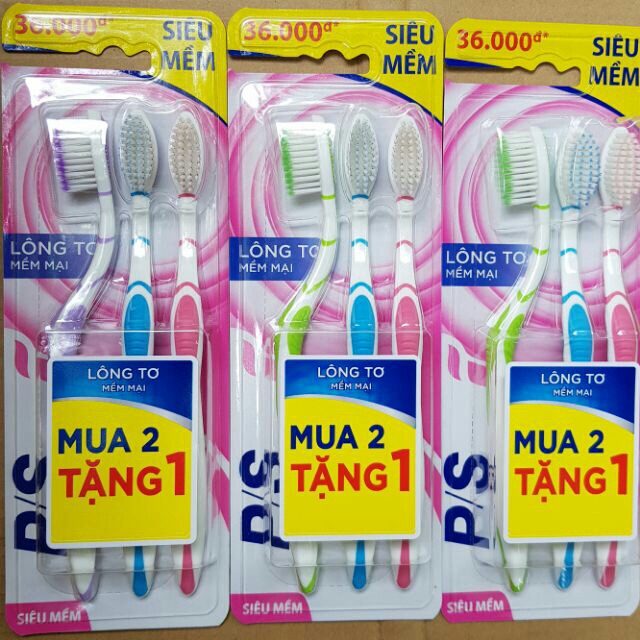 36.000đ*
SIÊU
MỀM
LÔNG TƠ
MỀM MẠI
LÔNG TƠ
MỀM MẠI
MUA 2
TẶNG 1
P/S
SIÊU MỀM
36.000đ*
SIÊU
MỀM
LÔNG TƠ
MỀM MẠI
LÔNG TƠ
MỀM MẠI
MUA 2
TẶNG 1
P/S
SIÊU MỀM
36.000đ*
SIÊU
MỀM
LÔNG TƠ
MỀM MẠI
LÔNG TƠ
MỀM MẠI
MUA 2
TẶNG 1
P/S
SIÊU MỀM